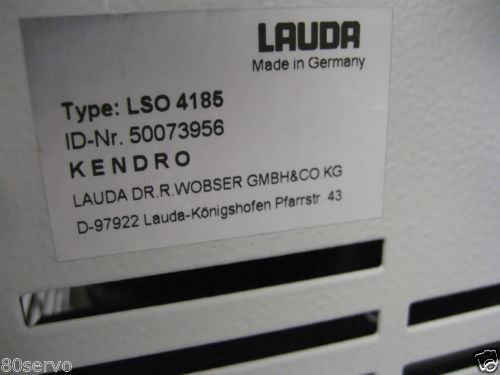 LAUDA
Made in Germany
Type: LSO 4185
ID-Nr. 50073956
KENDRO
LAUDA DR.R.WOBSER GMBH&CO.KG
D-97922 Lauda-Königshofen Pfarrstr. 43
80servo
80servo